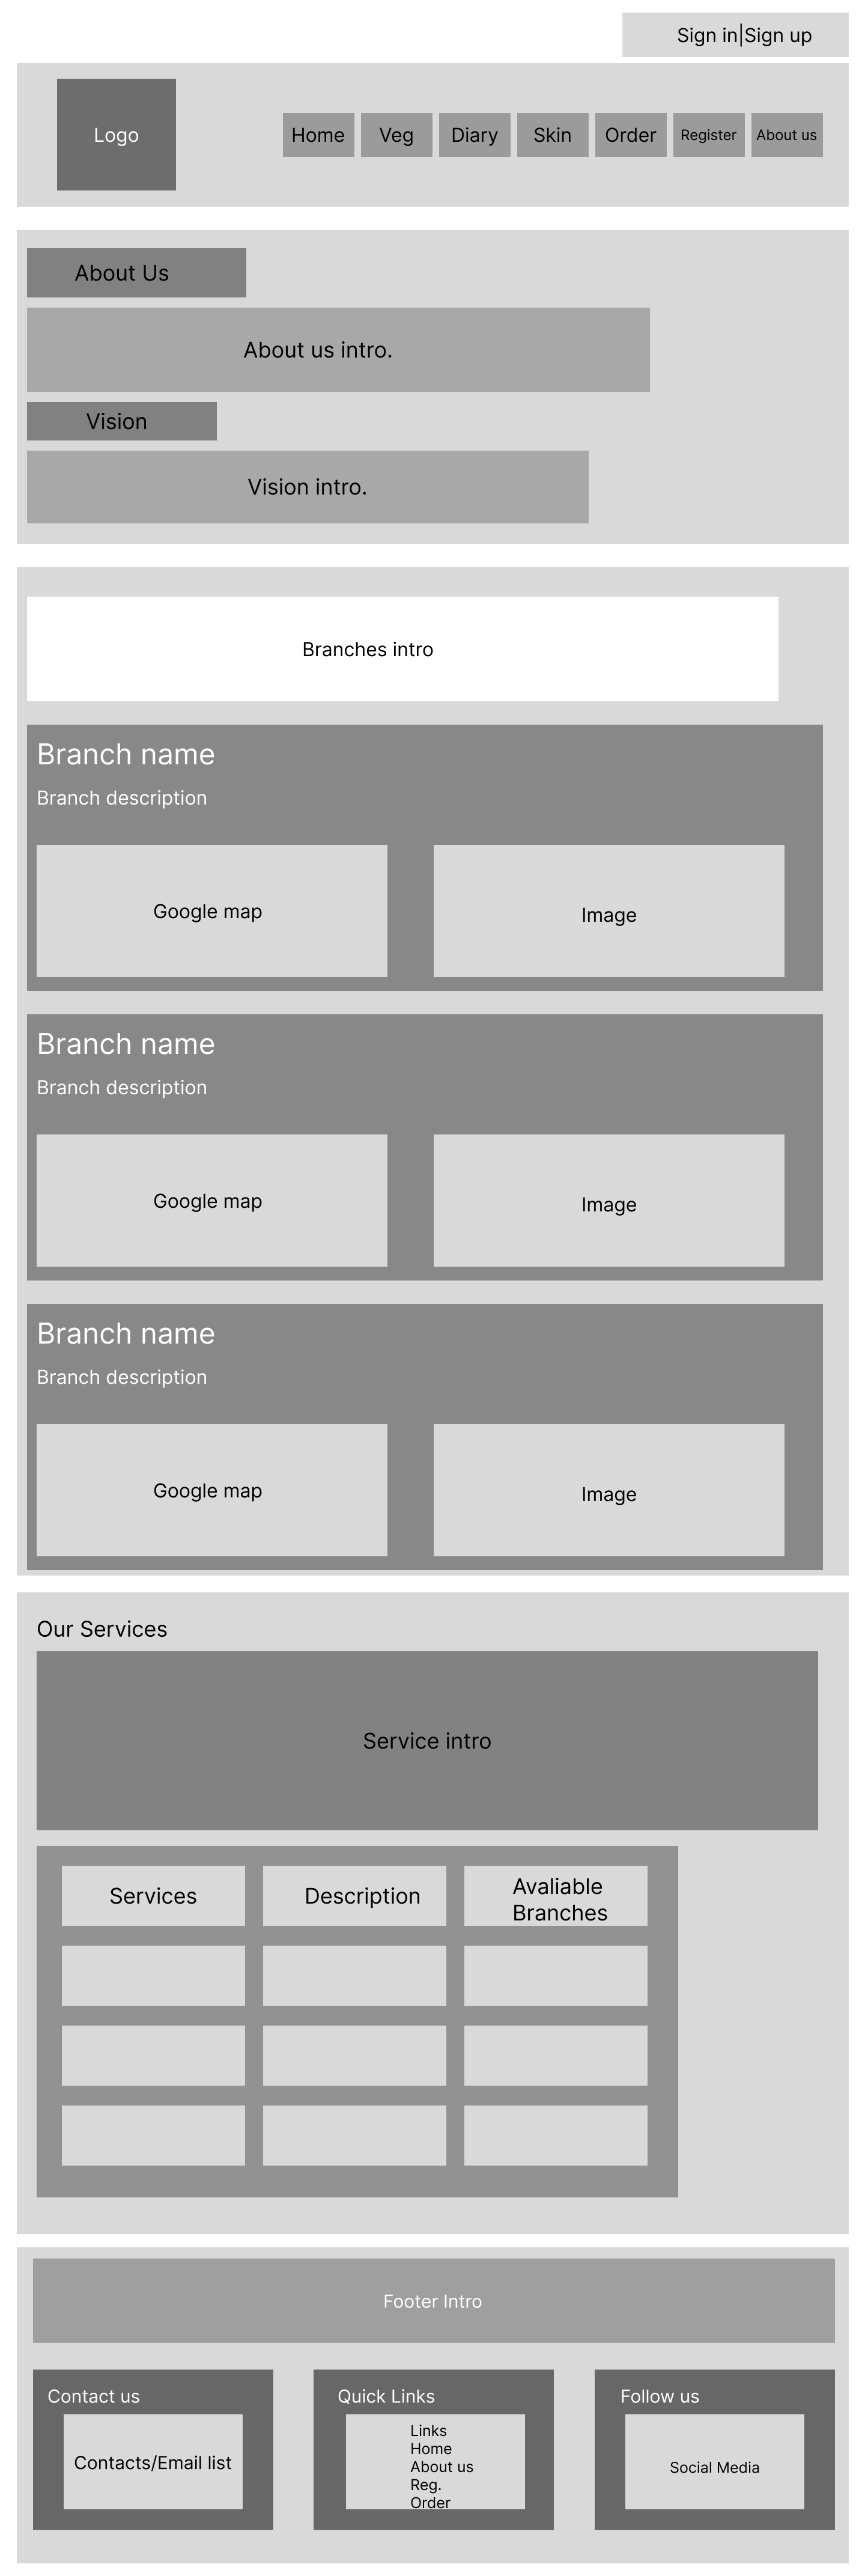 Sign in|Sign up
Logo
Home Veg Diary Skin Order Register About us
About Us
About us intro.
Vision
Vision intro.
Branches intro
Branch name
Branch description
Google map
Image
Branch name
Branch description
Google map
Image
Branch name
Branch description
Google map
Image
Our Services
Service intro
Services
Description
Avaliable
Branches
Footer Intro
Contact us
Contacts/Email list
Quick Links
Links
Home
About us
Reg.
Order
Follow us
Social Media